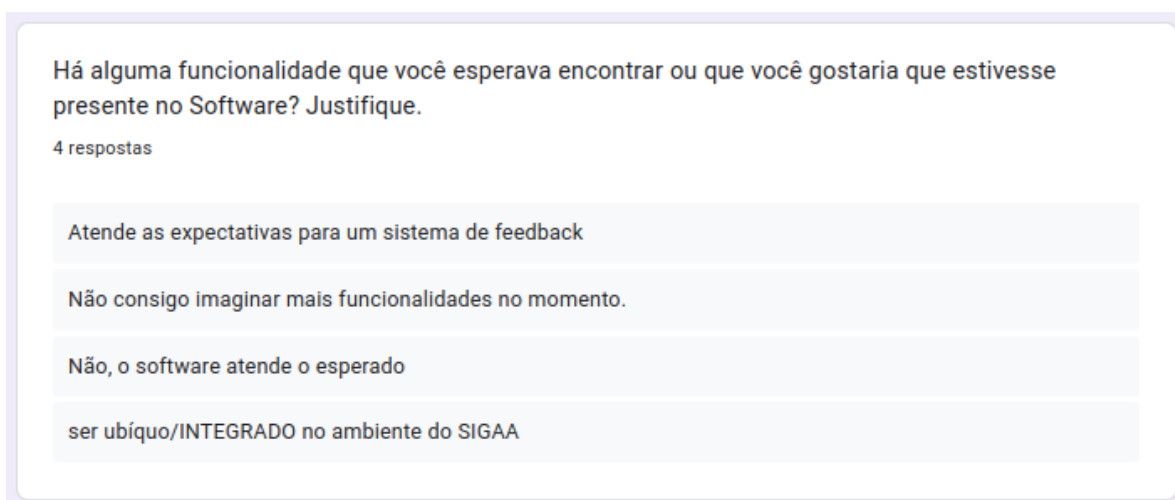 Há alguma funcionalidade que você esperava encontrar ou que você gostaria que estivesse
presente no Software? Justifique.
4 respostas
Atende as expectativas para um sistema de feedback
Não consigo imaginar mais funcionalidades no momento.
Não, o software atende o esperado
ser ubíquo/INTEGRADO no ambiente do SIGAA